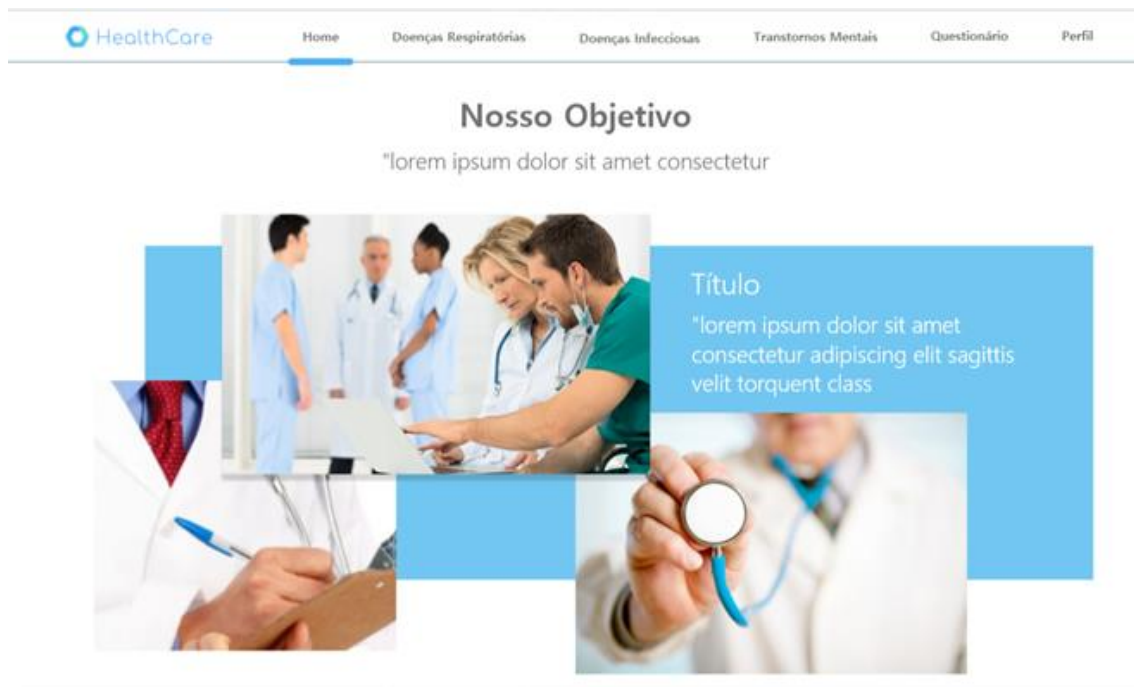 HealthCare
Home
Doenças Respiratórias
Doenças Infecciosas
Transtornos Mentais
Questionário
Perfil
Nosso Objetivo
"lorem ipsum dolor sit amet consectetur
Título
"lorem ipsum dolor sit amet
consectetur adipiscing elit sagittis
velit torquent class